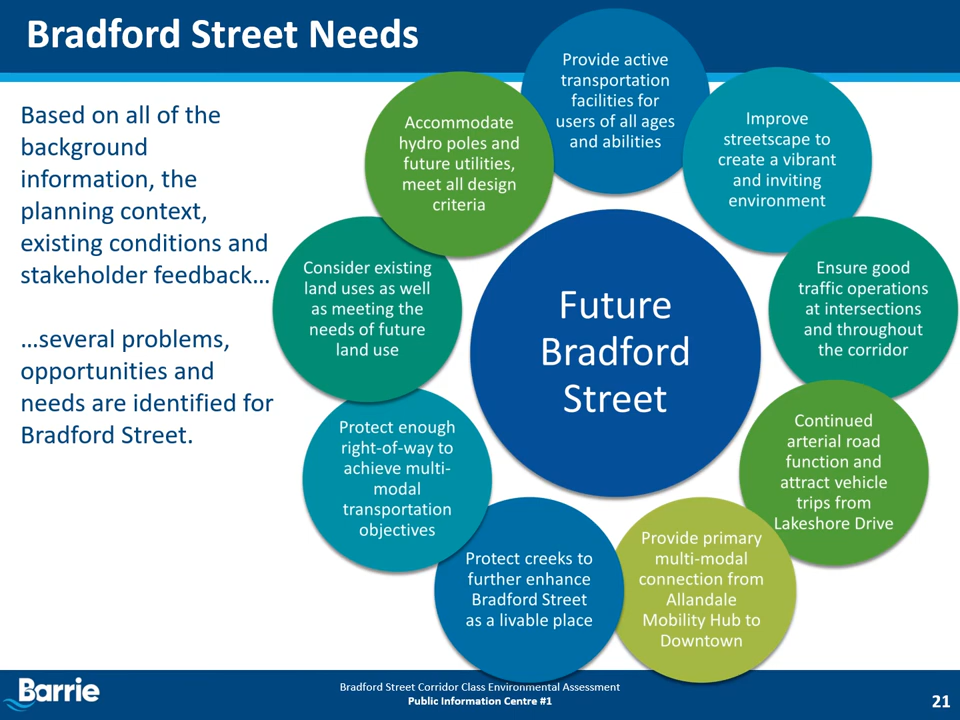 Bradford Street Needs
Based on all of the
background
information, the
planning context,
existing conditions and
stakeholder feedback…
…several problems,
opportunities and
needs are identified for
Bradford Street.
Provide active
transportation
facilities for
users of all ages
and abilities
Improve
streetscape to
create a vibrant
and inviting
environment
Ensure good
traffic operations
at intersections
and throughout
the corridor
Continued
arterial road
function and
attract vehicle
trips from
Lakeshore Drive
Provide primary
multi-modal
connection from
Allandale
Mobility Hub to
Downtown
Protect creeks to
further enhance
Bradford Street
as a livable place
Protect enough
right-of-way to
achieve multi-
modal
transportation
objectives
Consider existing
land uses as well
as meeting the
needs of future
land use
Accommodate
hydro poles and
future utilities,
meet all design
criteria
Future
Bradford
Street
Barrie
Bradford Street Corridor Class Environmental Assessment
Public Information Centre #1
21